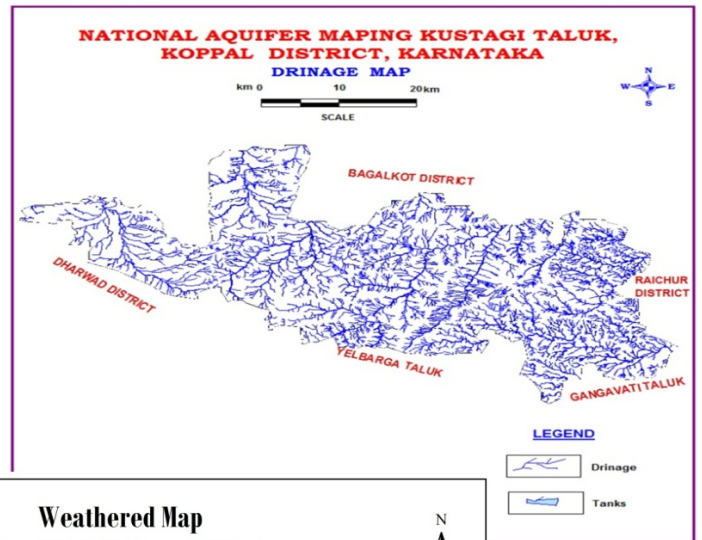 NATIONAL AQUIFER MAPING KUSTAGI TALUK,
KOPPAL DISTRICT, KARNATAKA
DRINAGE MAP
km 0 10 20km
SCALE
N
W E
S
BAGALKOT DISTRICT
DHARWAD DISTRICT
RAICHUR
DISTRICT
YELBARGA TALUK
GANGAVATI TALUK
LEGEND
Drinage
Tanks
Weathered Map
N